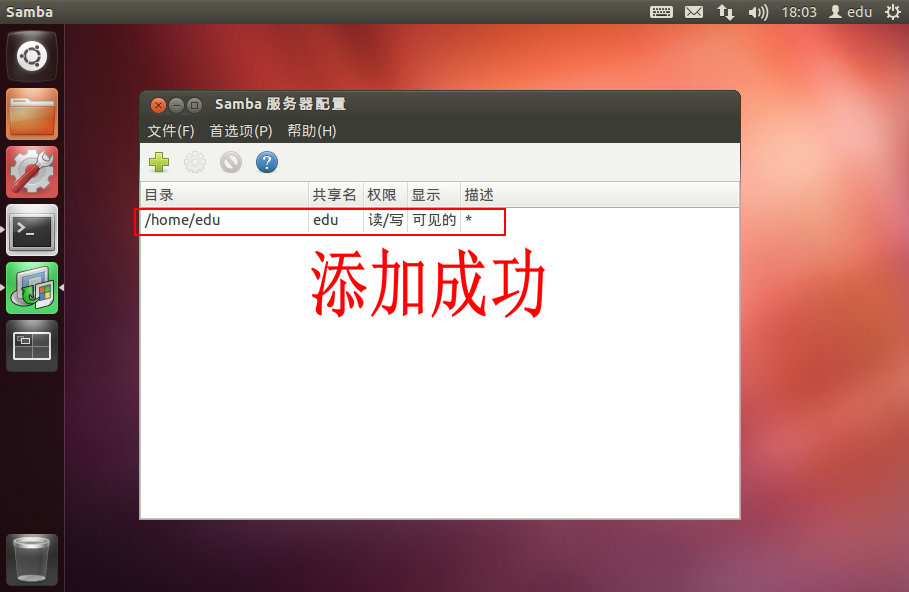 Samba
18:03 edu
Samba 服务器配置
文件(F) 首选项(P) 帮助(H)
目录 共享名 权限 显示 描述
/home/edu edu 读/写 可见的 *
添加成功